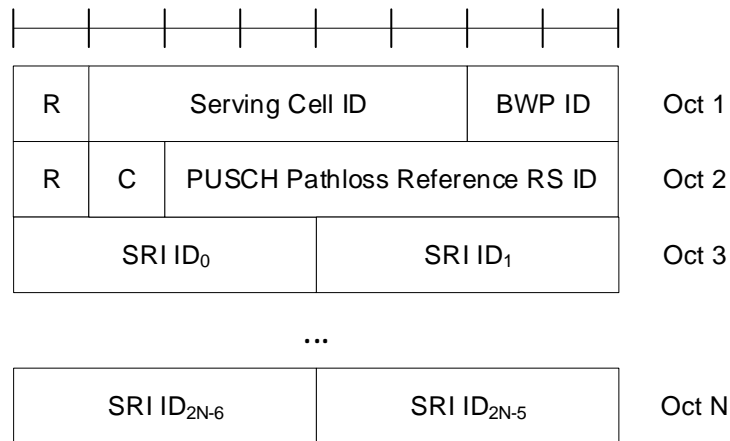 R Serving Cell ID BWP ID Oct 1
R C PUSCH Pathloss Reference RS ID Oct 2
SRI ID₀ SRI ID₁ Oct 3
...
SRI ID₂N-₆ SRI ID₂N-₅ Oct N